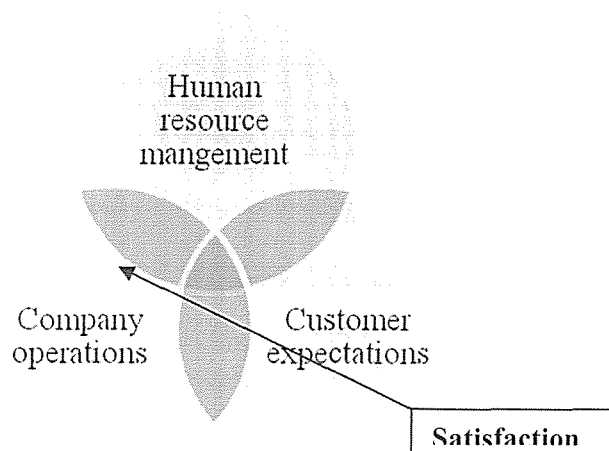 Human
resource
mangement
Company
operations
Customer
expectations
Satisfaction